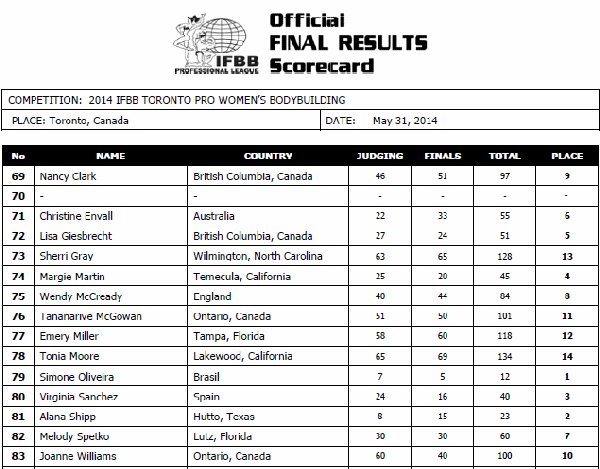 Official
FINAL RESULTS
Scorecard
IFBB
PROFESSIONAL LEAGUE
COMPETITION: 2014 IFBB TORONTO PRO WOMEN'S BODYBUILDING
PLACE: Toronto, Canada DATE: May 31, 2014
No NAME COUNTRY JUDGING FINALS TOTAL PLACE
69 Nancy Clark British Columbia, Canada 46 51 97 9
70 - - - - - -
71 Christine Envall Australia 22 33 55 6
72 Lisa Giesbrecht British Columbia, Canada 27 24 51 5
73 Sherri Gray Wilmington, North Carolina 63 65 128 13
74 Margie Martin Temecula, California 25 20 45 4
75 Wendy McCready England 40 44 84 8
76 Tananarive McGowan Ontario, Canada 51 50 101 11
77 Emery Miller Tampa, Florida 58 60 118 12
78 Tonia Moore Lakewood, California 65 69 134 14
79 Simone Oliveira Brasil 7 5 12 1
80 Virginia Sanchez Spain 24 16 40 3
81 Alana Shipp Hutto, Texas 8 15 23 2
82 Melody Spetko Lutz, Florida 30 30 60 7
83 Joanne Williams Ontario, Canada 60 40 100 10